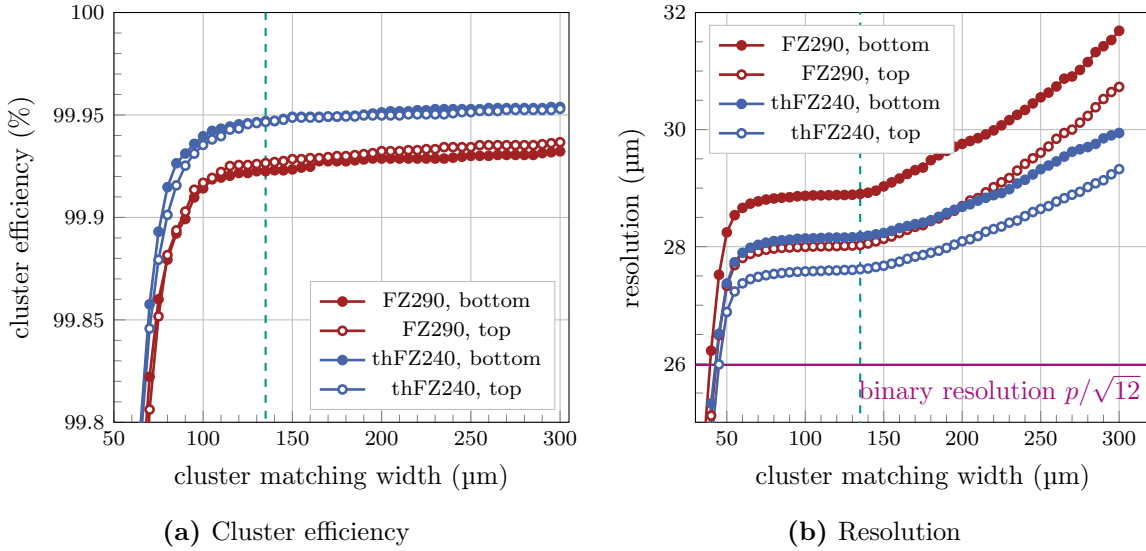 100
99.95
99.9
99.85
99.8
50
100
150
200
250
300
cluster efficiency (%)
cluster matching width (µm)
FZ290, bottom
FZ290, top
thFZ240, bottom
thFZ240, top
(a) Cluster efficiency
32
30
28
26
50
100
150
200
250
300
resolution (µm)
cluster matching width (µm)
FZ290, bottom
FZ290, top
thFZ240, bottom
thFZ240, top
binary resolution p/√12
(b) Resolution